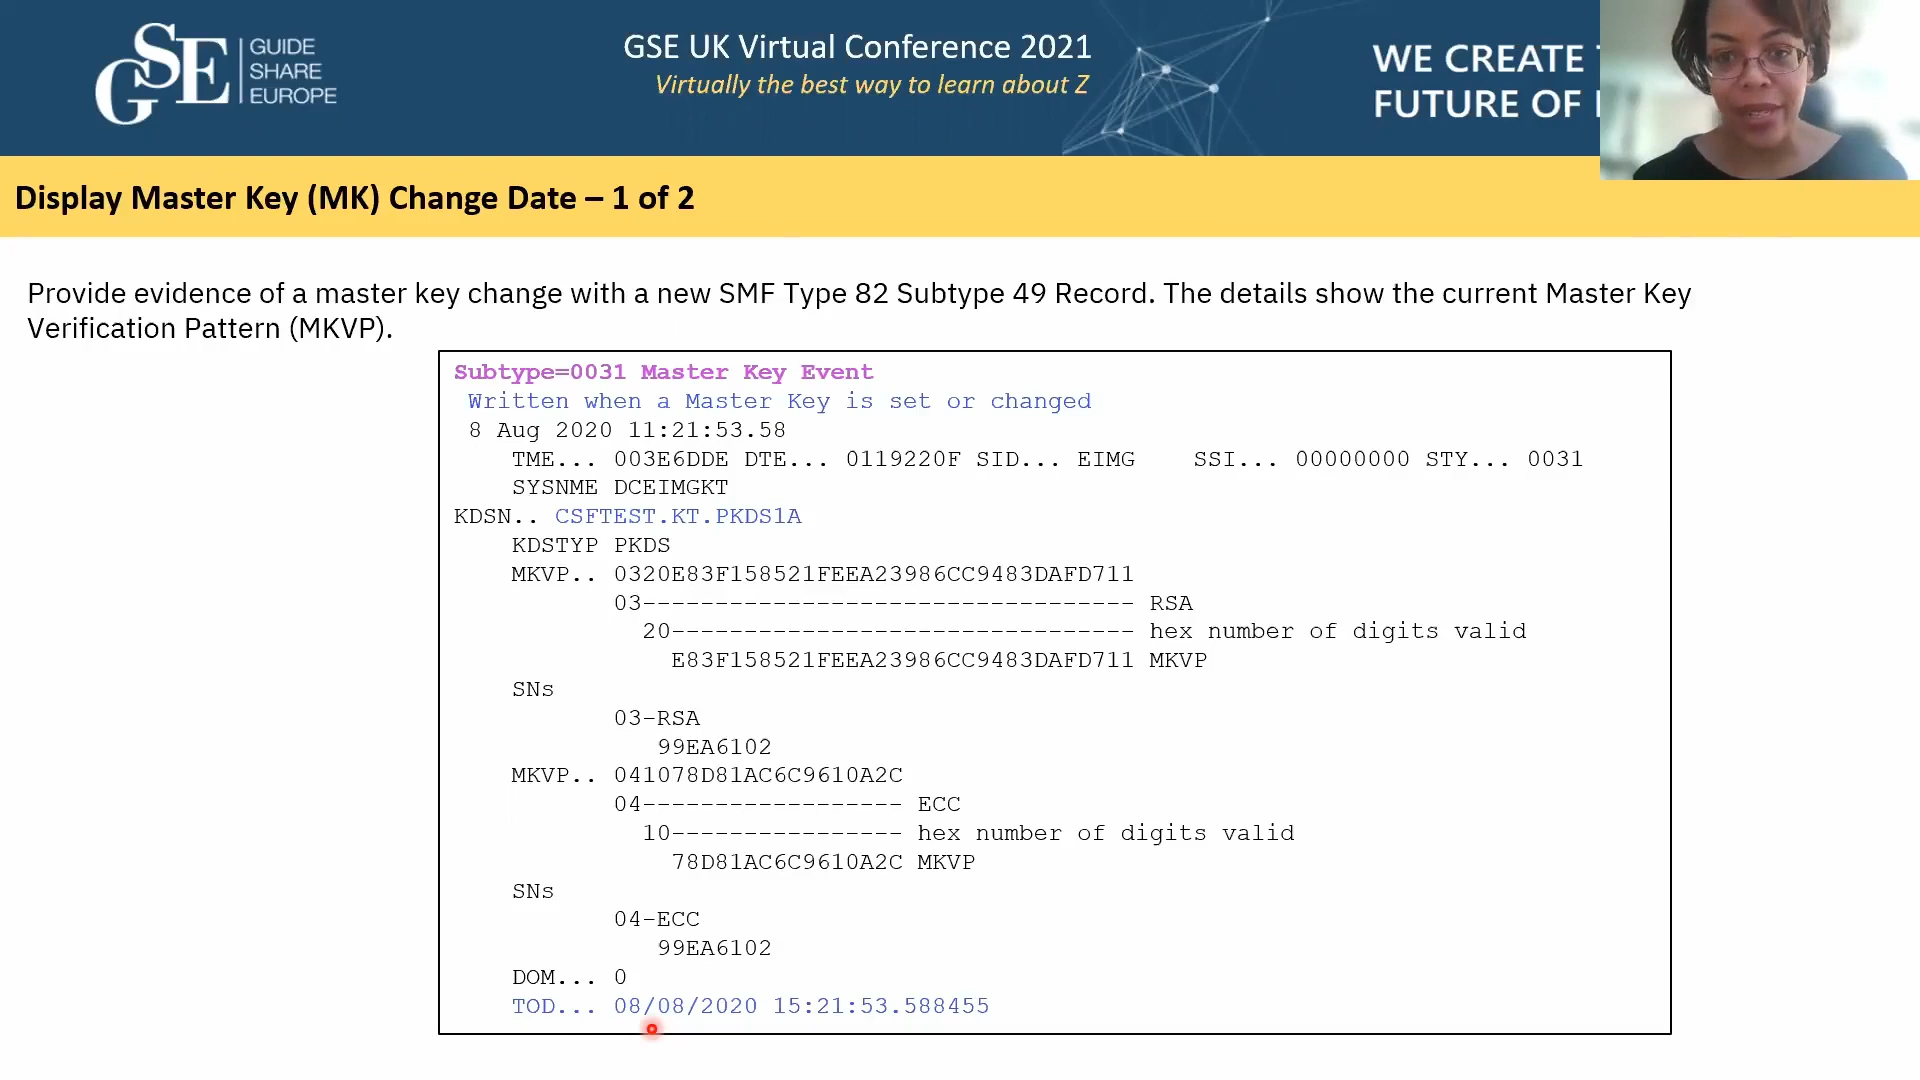 GSE
GUIDE
SHARE
EUROPE
GSE UK Virtual Conference 2021
Virtually the best way to learn about Z
WE CREATE
FUTURE OF
Display Master Key (MK) Change Date – 1 of 2
Provide evidence of a master key change with a new SMF Type 82 Subtype 49 Record. The details show the current Master Key
Verification Pattern (MKVP).
Subtype=0031 Master Key Event
Written when a Master Key is set or changed
8 Aug 2020 11:21:53.58
TME... 003E6DDE DTE... 0119220F SID... EIMG    SSI... 00000000 STY... 0031
SYSNME DCEIMGKT
KDSN.. CSFTEST.KT.PKDS1A
KDSTYP PKDS
MKVP.. 0320E83F158521FEEA23986CC9483DAFD711
03---------------------------------- RSA
20-------------------------------- hex number of digits valid
E83F158521FEEA23986CC9483DAFD711 MKVP
SNs
03-RSA
99EA6102
MKVP.. 041078D81AC6C9610A2C
04------------------ ECC
10---------------- hex number of digits valid
78D81AC6C9610A2C MKVP
SNs
04-ECC
99EA6102
DOM... 0
TOD... 08/08/2020 15:21:53.588455